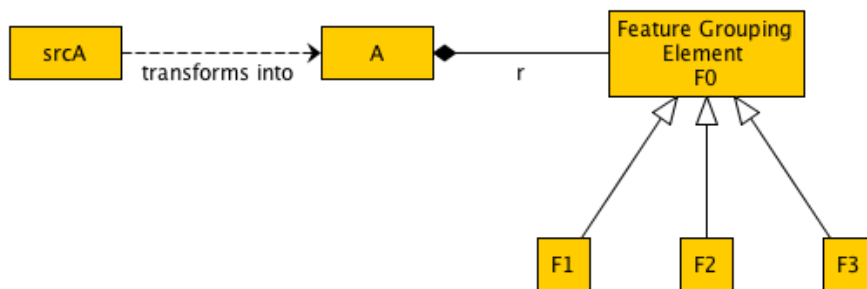 srcA
transforms into
A
r
Feature Grouping
Element
F0
F1
F2
F3